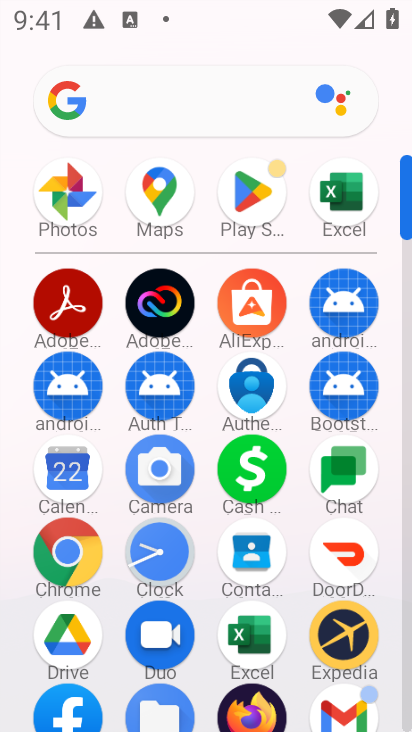 9:41
A
G
Photos Maps Play S... Excel
Adobe... Adobe... AliExp... androi...
androi... Auth T... Authe... Bootst...
22
Calen... Camera Cash ... Chat
Chrome Clock Conta... DoorD...
Drive Duo Excel Expedia